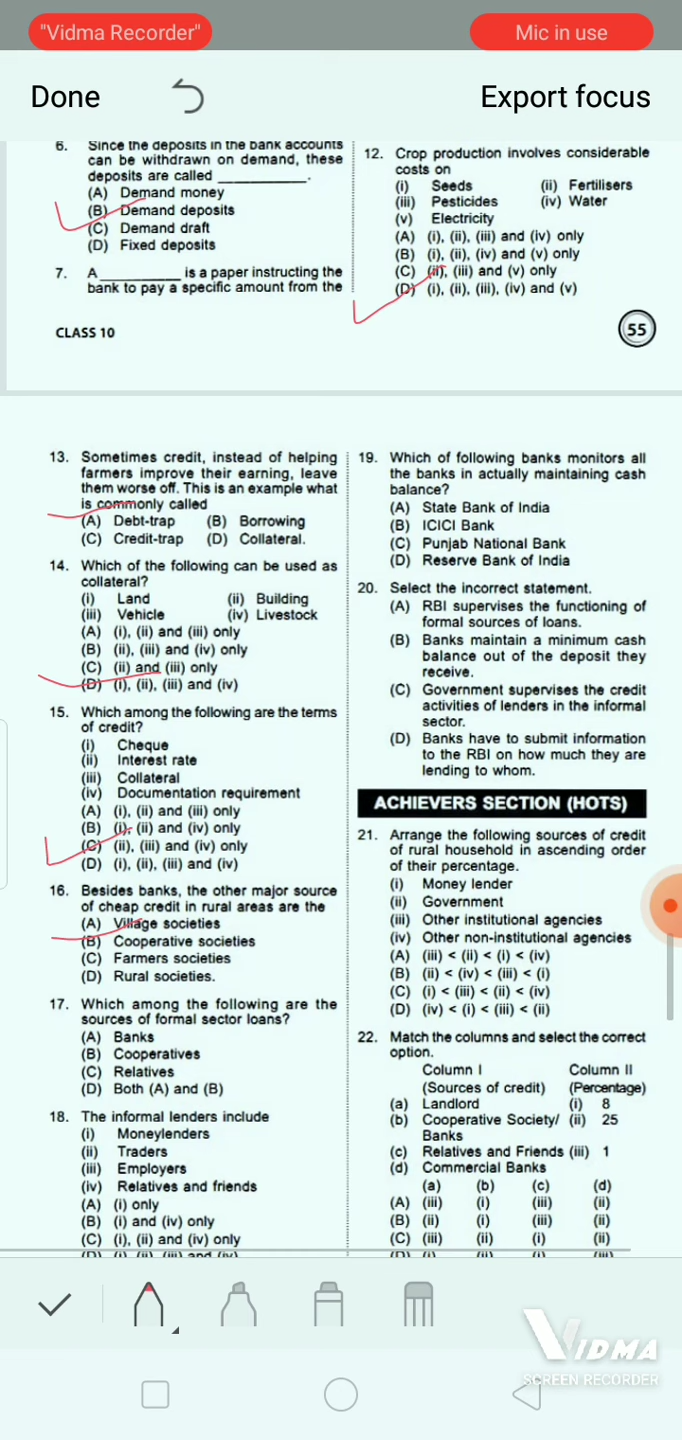 "Vidma Recorder"
Mic in use
Done
Export focus
6. Since the deposits in the bank accounts
can be withdrawn on demand, these
deposits are called ____________.
(A) Demand money
(B) Demand deposits
(C) Demand draft
(D) Fixed deposits
7. A ___________ is a paper instructing the
bank to pay a specific amount from the
12. Crop production involves considerable
costs on
(i) Seeds (ii) Fertilisers
(iii) Pesticides (iv) Water
(v) Electricity
(A) (i), (ii), (iii) and (iv) only
(B) (i), (ii), (iv) and (v) only
(C) (ii), (iii) and (v) only
(D) (i), (ii), (iii), (iv) and (v)
CLASS 10
55
13. Sometimes credit, instead of helping
farmers improve their earning, leave
them worse off. This is an example what
is commonly called
(A) Debt-trap (B) Borrowing
(C) Credit-trap (D) Collateral.
14. Which of the following can be used as
collateral?
(i) Land (ii) Building
(iii) Vehicle (iv) Livestock
(A) (i), (ii) and (iii) only
(B) (ii), (iii) and (iv) only
(C) (ii) and (iii) only
(D) (i), (ii), (iii) and (iv)
15. Which among the following are the terms
of credit?
(i) Cheque
(ii) Interest rate
(iii) Collateral
(iv) Documentation requirement
(A) (i), (ii) and (iii) only
(B) (i), (ii) and (iv) only
(C) (ii), (iii) and (iv) only
(D) (i), (ii), (iii) and (iv)
16. Besides banks, the other major source
of cheap credit in rural areas are the
(A) Village societies
(B) Cooperative societies
(C) Farmers societies
(D) Rural societies.
17. Which among the following are the
sources of formal sector loans?
(A) Banks
(B) Cooperatives
(C) Relatives
(D) Both (A) and (B)
18. The informal lenders include
(i) Moneylenders
(ii) Traders
(iii) Employers
(iv) Relatives and friends
(A) (i) only
(B) (i) and (iv) only
(C) (i), (ii) and (iv) only
(D) (i), (ii), (iii) and (iv)
19. Which of following banks monitors all
the banks in actually maintaining cash
balance?
(A) State Bank of India
(B) ICICI Bank
(C) Punjab National Bank
(D) Reserve Bank of India
20. Select the incorrect statement.
(A) RBI supervises the functioning of
formal sources of loans.
(B) Banks maintain a minimum cash
balance out of the deposit they
receive.
(C) Government supervises the credit
activities of lenders in the informal
sector.
(D) Banks have to submit information
to the RBI on how much they are
lending to whom.
ACHIEVERS SECTION (HOTS)
21. Arrange the following sources of credit
of rural household in ascending order
of their percentage.
(i) Money lender
(ii) Government
(iii) Other institutional agencies
(iv) Other non-institutional agencies
(A) (iii) < (ii) < (i) < (iv)
(B) (ii) < (iv) < (iii) < (i)
(C) (i) < (iii) < (ii) < (iv)
(D) (iv) < (i) < (iii) < (ii)
22. Match the columns and select the correct
option.
Column I Column II
(Sources of credit) (Percentage)
(a) Landlord (i) 8
(b) Cooperative Society/ (ii) 25
Banks
(c) Relatives and Friends (iii) 1
(d) Commercial Banks
(a) (b) (c) (d)
(A) (iii) (i) (iii) (ii)
(B) (ii) (i) (iii) (ii)
(C) (iii) (ii) (i) (ii)
(D) (i) (ii) (i) (iii)
VIDMA
SCREEN RECORDER